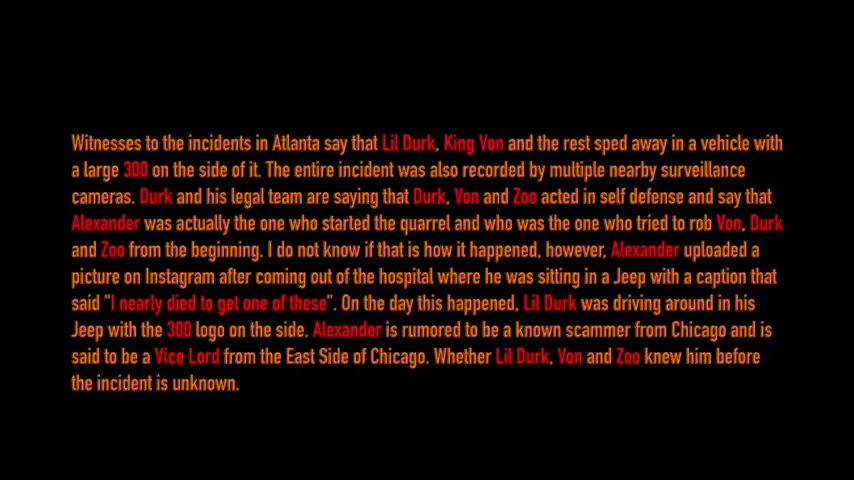 Witnesses to the incidents in Atlanta say that Lil Durk, King Von and the rest sped away in a vehicle with
a large 300 on the side of it. The entire incident was also recorded by multiple nearby surveillance
cameras. Durk and his legal team are saying that Durk, Von and Zoo acted in self defense and say that
Alexander was actually the one who started the quarrel and who was the one who tried to rob Von, Durk
and Zoo from the beginning. I do not know if that is how it happened, however, Alexander uploaded a
picture on Instagram after coming out of the hospital where he was sitting in a Jeep with a caption that
said "I nearly died to get one of these". On the day this happened, Lil Durk was driving around in his
Jeep with the 300 logo on the side. Alexander is rumored to be a known scammer from Chicago and is
said to be a Vice Lord from the East Side of Chicago. Whether Lil Durk, Von and Zoo knew him before
the incident is unknown.